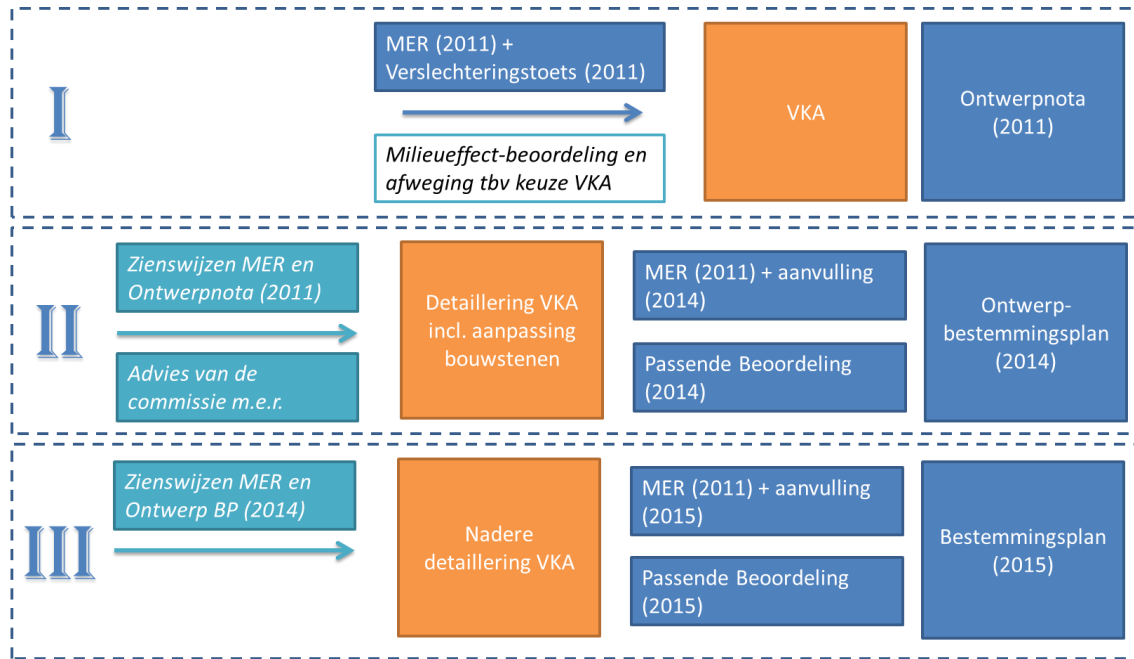 I
MER (2011) +
Verslechteringstoets (2011)
Milieueffect-beoordeling en
afweging tbv keuze VKA
VKA
Ontwerpnota
(2011)
II
Zienswijzen MER en
Ontwerpnota (2011)
Advies van de
commissie m.e.r.
Detaillering VKA
incl. aanpassing
bouwstenen
MER (2011) + aanvulling
(2014)
Passende Beoordeling
(2014)
Ontwerp-
bestemmingsplan
(2014)
III
Zienswijzen MER en
Ontwerp BP (2014)
Nadere
detaillering VKA
MER (2011) + aanvulling
(2015)
Passende Beoordeling
(2015)
Bestemmingsplan
(2015)